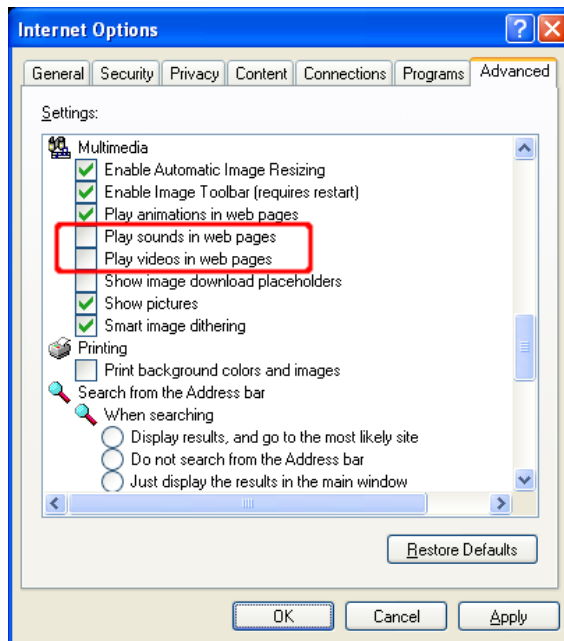 Internet Options
General Security Privacy Content Connections Programs Advanced
Settings:
Multimedia
Enable Automatic Image Resizing
Enable Image Toolbar (requires restart)
Play animations in web pages
Play sounds in web pages
Play videos in web pages
Show image download placeholders
Show pictures
Smart image dithering
Printing
Print background colors and images
Search from the Address bar
When searching
Display results, and go to the most likely site
Do not search from the Address bar
Just display the results in the main window
Restore Defaults
OK Cancel Apply